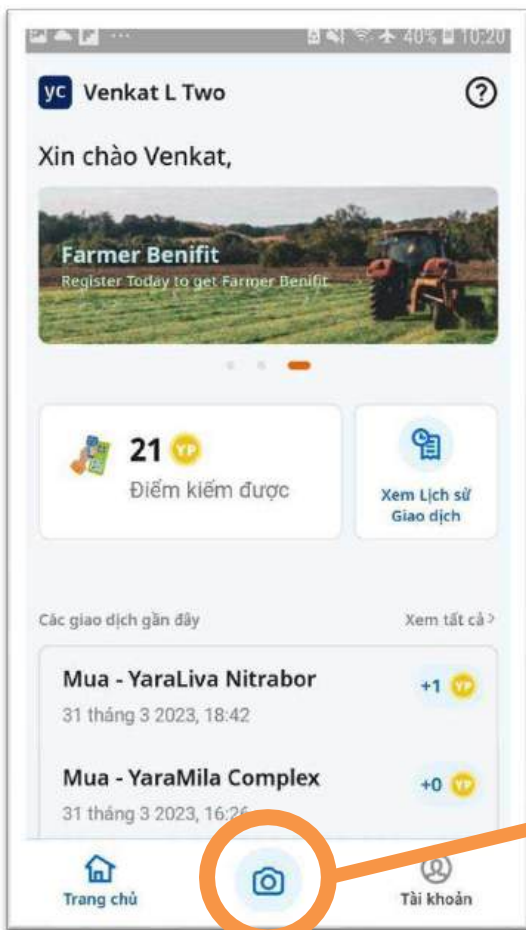 40% 10:20
yc Venkat L Two
Xin chào Venkat,
Farmer Benifit
Register Today to get Farmer Benifit
21 YP
Điểm kiếm được
Xem Lịch sử
Giao dịch
Các giao dịch gần đây
Xem tất cả >
Mua - YaraLiva Nitrabor
+1 YP
31 tháng 3 2023, 18:42
Mua - YaraMila Complex
+0 YP
31 tháng 3 2023, 16:26
Trang chủ
Tài khoản